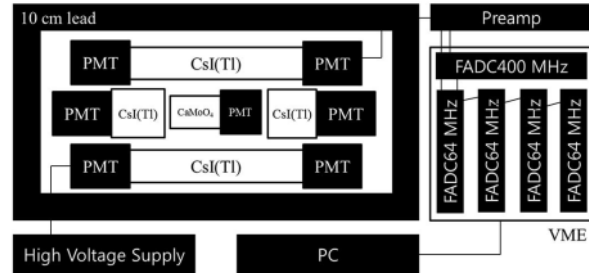 10 cm lead
Preamp
PMT CsI(Tl) PMT
FADC400 MHz
PMT CsI(Tl) CaMoO₄ PMT CsI(Tl) PMT
FADC64 MHz
FADC64 MHz
FADC64 MHz
FADC64 MHz
PMT CsI(Tl) PMT
VME
High Voltage Supply
PC